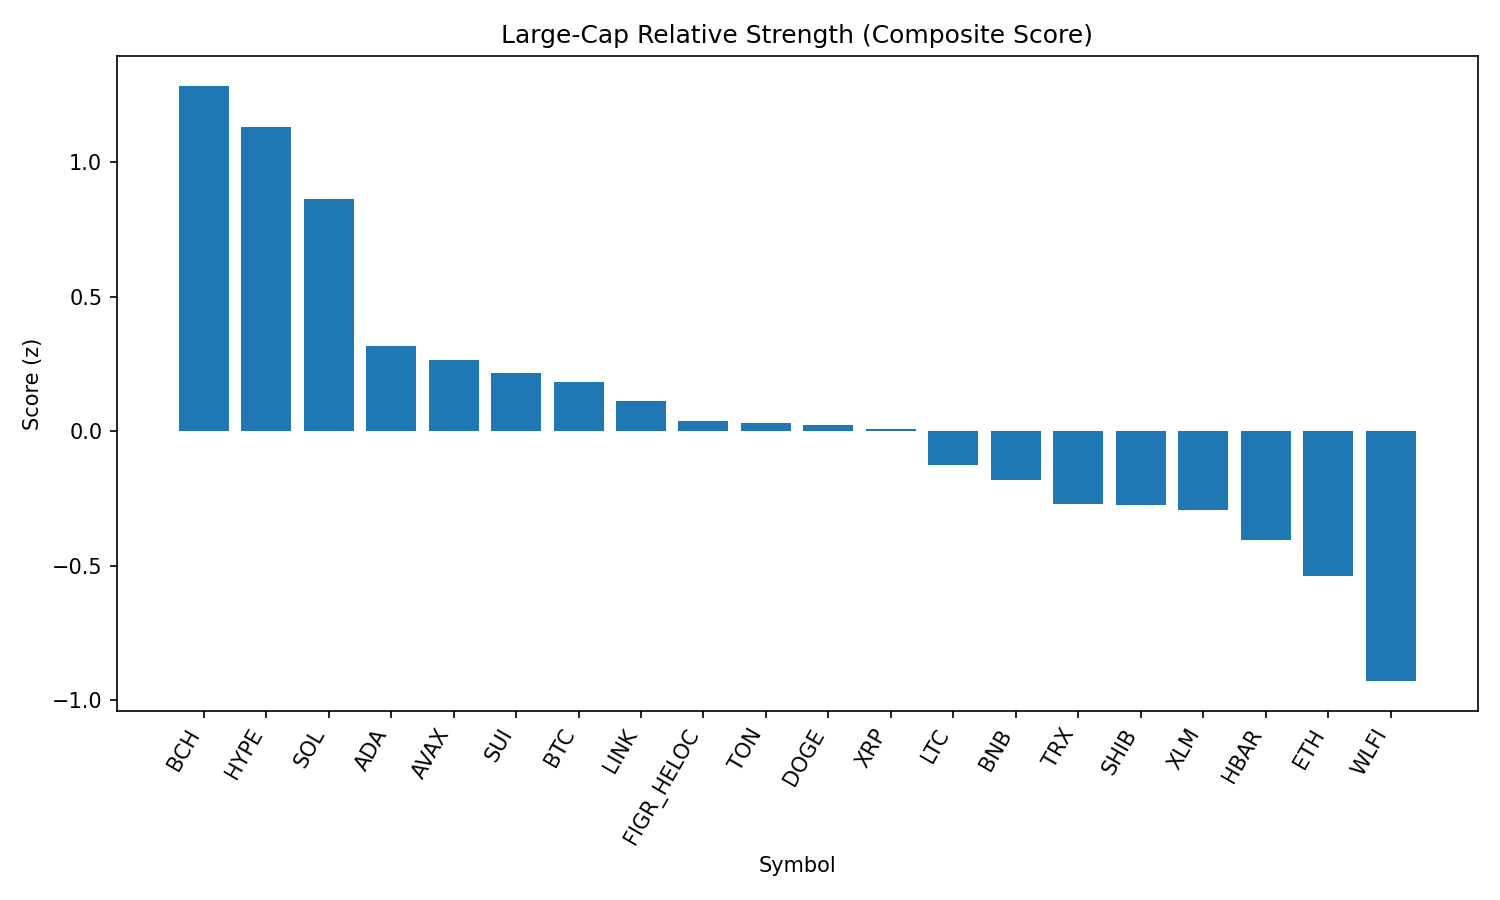 Large-Cap Relative Strength (Composite Score)
Score (z)
1.0
0.5
0.0
−0.5
−1.0
BCH
HYPE
SOL
ADA
AVAX
SUI
BTC
LINK
FIGR_HELOC
TON
DOGE
XRP
LTC
BNB
TRX
SHIB
XLM
HBAR
ETH
WLFI
Symbol